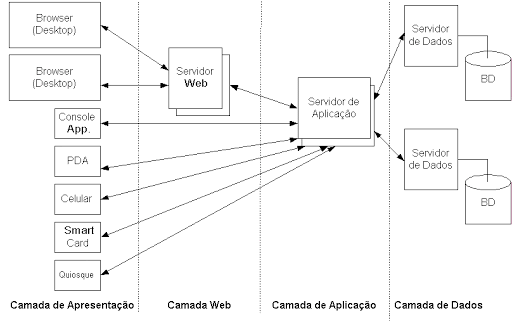 Browser
(Desktop)
Browser
(Desktop)
Console
App.
PDA
Celular
Smart
Card
Quiosque
Servidor
Web
Servidor de
Aplicação
Servidor
de Dados
BD
Servidor
de Dados
BD
Camada de Apresentação
Camada Web
Camada de Aplicação
Camada de Dados